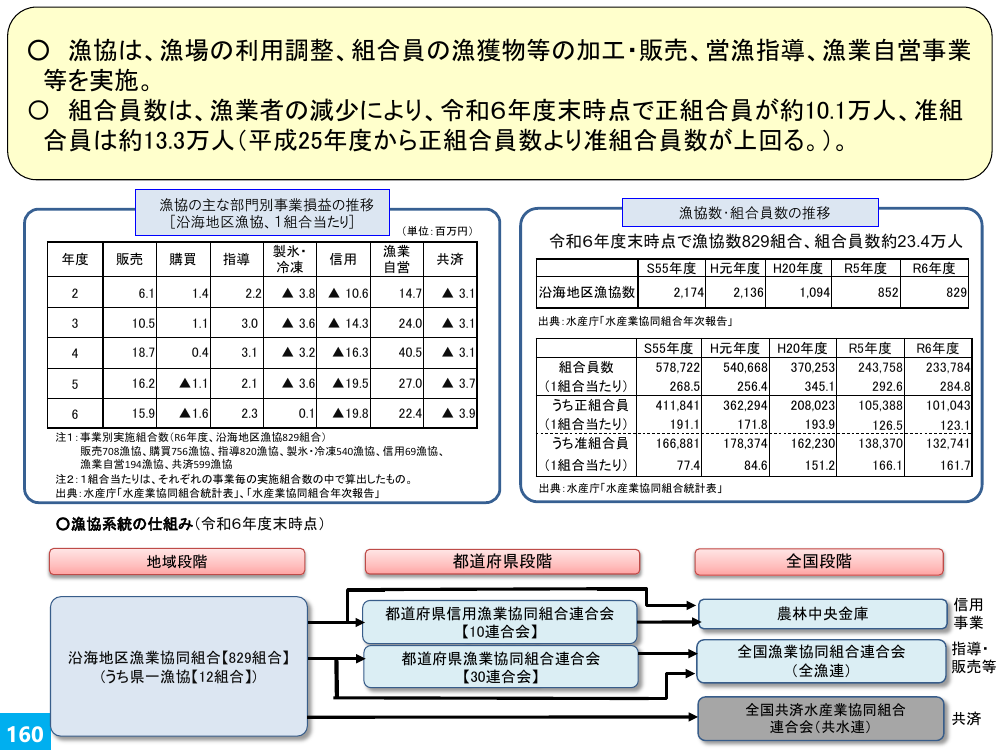 ○　漁協は、漁場の利用調整、組合員の漁獲物等の加工・販売、営漁指導、漁業自営事業
等を実施。
○　組合員数は、漁業者の減少により、令和６年度末時点で正組合員が約10.1万人、准組
合員は約13.3万人（平成25年度から正組合員数より准組合員数が上回る。）。
漁協の主な部門別事業損益の推移
［沿海地区漁協、１組合当たり］
（単位：百万円）
年度 販売 購買 指導 製氷・冷凍 信用 漁業自営 共済
2 6.1 1.4 2.2 ▲ 3.8 ▲ 10.6 14.7 ▲ 3.1
3 10.5 1.1 3.0 ▲ 3.6 ▲ 14.3 24.0 ▲ 3.1
4 18.7 0.4 3.1 ▲ 3.2 ▲16.3 40.5 ▲ 3.1
5 16.2 ▲1.1 2.1 ▲ 3.6 ▲19.5 27.0 ▲ 3.7
6 15.9 ▲1.6 2.3 0.1 ▲19.8 22.4 ▲ 3.9
注１：事業別実施組合数（R6年度、沿海地区漁協829組合）
販売708漁協、購買756漁協、指導820漁協、製氷・冷凍540漁協、信用69漁協、
漁業自営194漁協、共済599漁協
注２：１組合当たりは、それぞれの事業毎の実施組合数の中で算出したもの。
出典：水産庁「水産業協同組合統計表」、「水産業協同組合年次報告」
漁協数・組合員数の推移
令和６年度末時点で漁協数829組合、組合員数約23.4万人
S55年度 H元年度 H20年度 R5年度 R6年度
沿海地区漁協数 2,174 2,136 1,094 852 829
出典：水産庁「水産業協同組合年次報告」
S55年度 H元年度 H20年度 R5年度 R6年度
組合員数 578,722 540,668 370,253 243,758 233,784
（1組合当たり） 268.5 256.4 345.1 292.6 284.8
うち正組合員 411,841 362,294 208,023 105,388 101,043
（1組合当たり） 191.1 171.8 193.9 126.5 123.1
うち准組合員 166,881 178,374 162,230 138,370 132,741
（1組合当たり） 77.4 84.6 151.2 166.1 161.7
出典：水産庁「水産業協同組合統計表」
○漁協系統の仕組み（令和６年度末時点）
地域段階
都道府県段階
全国段階
沿海地区漁業協同組合【829組合】
（うち県一漁協【12組合】）
都道府県信用漁業協同組合連合会
【10連合会】
都道府県漁業協同組合連合会
【30連合会】
農林中央金庫
信用
事業
全国漁業協同組合連合会
（全漁連）
指導・
販売等
全国共済水産業協同組合
連合会（共水連）
共済
160